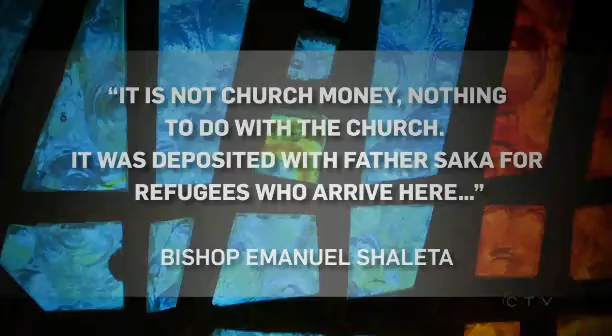 “IT IS NOT CHURCH MONEY, NOTHING
TO DO WITH THE CHURCH.
IT WAS DEPOSITED WITH FATHER SAKA FOR
REFUGEES WHO ARRIVE HERE...”
BISHOP EMANUEL SHALETA
CTV